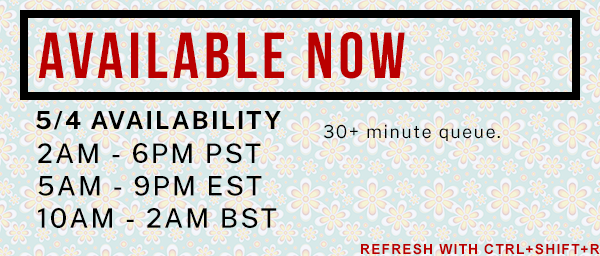 AVAILABLE NOW
5/4 AVAILABILITY
30+ minute queue.
2AM - 6PM PST
5AM - 9PM EST
10AM - 2AM BST
REFRESH WITH CTRL+SHIFT+R